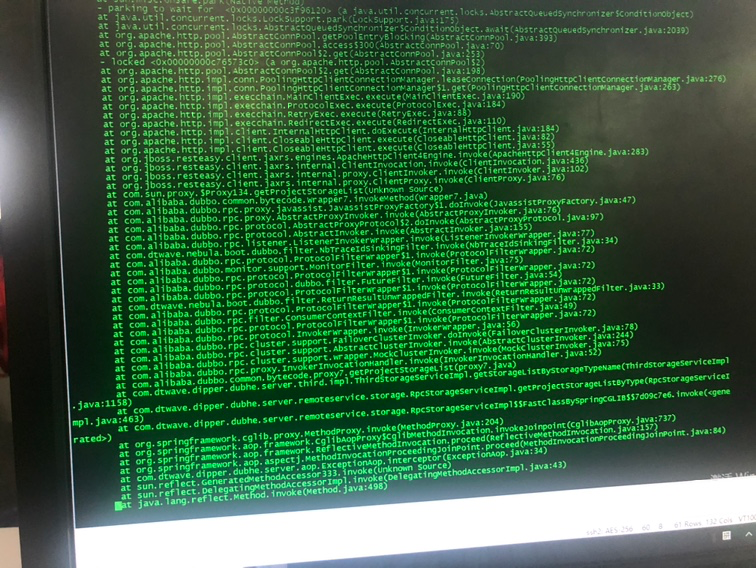 - parking to wait for <0x00000000c3f96120> (a java.util.concurrent.locks.AbstractQueuedSynchronizer$ConditionObject)
at java.util.concurrent.locks.LockSupport.park(LockSupport.java:175)
at java.util.concurrent.locks.AbstractQueuedSynchronizer$ConditionObject.await(AbstractQueuedSynchronizer.java:2039)
at org.apache.http.pool.AbstractConnPool.getPoolEntryBlocking(AbstractConnPool.java:393)
at org.apache.http.pool.AbstractConnPool.access$300(AbstractConnPool.java:70)
at org.apache.http.pool.AbstractConnPool$2.get(AbstractConnPool.java:253)
- locked <0x00000000c76573c0> (a org.apache.http.pool.AbstractConnPool$2)
at org.apache.http.pool.AbstractConnPool$2.get(AbstractConnPool.java:198)
at org.apache.http.impl.conn.PoolingHttpClientConnectionManager.leaseConnection(PoolingHttpClientConnectionManager.java:276)
at org.apache.http.impl.conn.PoolingHttpClientConnectionManager$1.get(PoolingHttpClientConnectionManager.java:263)
at org.apache.http.impl.execchain.MainClientExec.execute(MainClientExec.java:190)
at org.apache.http.impl.execchain.ProtocolExec.execute(ProtocolExec.java:184)
at org.apache.http.impl.execchain.RetryExec.execute(RetryExec.java:88)
at org.apache.http.impl.execchain.RedirectExec.execute(RedirectExec.java:110)
at org.apache.http.impl.client.InternalHttpClient.doExecute(InternalHttpClient.java:184)
at org.apache.http.impl.client.CloseableHttpClient.execute(CloseableHttpClient.java:82)
at org.apache.http.impl.client.CloseableHttpClient.execute(CloseableHttpClient.java:55)
at org.jboss.resteasy.client.jaxrs.engines.ApacheHttpClient4Engine.invoke(ApacheHttpClient4Engine.java:283)
at org.jboss.resteasy.client.jaxrs.internal.ClientInvocation.invoke(ClientInvocation.java:436)
at org.jboss.resteasy.client.jaxrs.internal.proxy.ClientInvoker.invoke(ClientInvoker.java:102)
at org.jboss.resteasy.client.jaxrs.internal.proxy.ClientProxy.invoke(ClientProxy.java:76)
at com.sun.proxy.$Proxy134.getProjectStorageList(Unknown Source)
at com.alibaba.dubbo.common.bytecode.Wrapper7.invokeMethod(Wrapper7.java)
at com.alibaba.dubbo.rpc.proxy.javassist.JavassistProxyFactory$1.doInvoke(JavassistProxyFactory.java:47)
at com.alibaba.dubbo.rpc.proxy.AbstractProxyInvoker.invoke(AbstractProxyInvoker.java:76)
at com.alibaba.dubbo.rpc.protocol.AbstractProxyProtocol$2.doInvoke(AbstractProxyProtocol.java:97)
at com.alibaba.dubbo.rpc.protocol.AbstractInvoker.invoke(AbstractInvoker.java:155)
at com.alibaba.dubbo.rpc.listener.ListenerInvokerWrapper.invoke(ListenerInvokerWrapper.java:77)
at com.dtwave.nebula.boot.dubbo.filter.NbTraceIdSinkingFilter.invoke(NbTraceIdSinkingFilter.java:34)
at com.alibaba.dubbo.rpc.protocol.ProtocolFilterWrapper$1.invoke(ProtocolFilterWrapper.java:72)
at com.alibaba.dubbo.monitor.support.MonitorFilter.invoke(MonitorFilter.java:75)
at com.alibaba.dubbo.rpc.protocol.ProtocolFilterWrapper$1.invoke(ProtocolFilterWrapper.java:72)
at com.alibaba.dubbo.rpc.protocol.dubbo.filter.FutureFilter.invoke(FutureFilter.java:54)
at com.alibaba.dubbo.rpc.protocol.ProtocolFilterWrapper$1.invoke(ProtocolFilterWrapper.java:72)
at com.dtwave.nebula.boot.dubbo.filter.ReturnResultUnwrappedFilter.invoke(ReturnResultUnwrappedFilter.java:33)
at com.alibaba.dubbo.rpc.protocol.ProtocolFilterWrapper$1.invoke(ProtocolFilterWrapper.java:72)
at com.alibaba.dubbo.rpc.filter.ConsumerContextFilter.invoke(ConsumerContextFilter.java:49)
at com.alibaba.dubbo.rpc.protocol.ProtocolFilterWrapper$1.invoke(ProtocolFilterWrapper.java:72)
at com.alibaba.dubbo.rpc.protocol.InvokerWrapper.invoke(InvokerWrapper.java:56)
at com.alibaba.dubbo.rpc.cluster.support.FailoverClusterInvoker.doInvoke(FailoverClusterInvoker.java:78)
at com.alibaba.dubbo.rpc.cluster.support.AbstractClusterInvoker.invoke(AbstractClusterInvoker.java:244)
at com.alibaba.dubbo.rpc.cluster.support.wrapper.MockClusterInvoker.invoke(MockClusterInvoker.java:75)
at com.alibaba.dubbo.rpc.proxy.InvokerInvocationHandler.invoke(InvokerInvocationHandler.java:52)
at com.alibaba.dubbo.common.bytecode.proxy7.getProjectStorageList(proxy7.java)
at com.dtwave.dipper.dubhe.server.third.impl.ThirdStorageServiceImpl.getStorageListByStorageTypeName(ThirdStorageServiceImpl
.java:1158)
at com.dtwave.dipper.dubhe.server.remoteservice.storage.RpcStorageServiceImpl.getProjectStorageListByType(RpcStorageServiceI
mpl.java:463)
at com.dtwave.dipper.dubhe.server.remoteservice.storage.RpcStorageServiceImpl$$FastClassBySpringCGLIB$$7d09c7e6.invoke(<gene
rated>)
at org.springframework.cglib.proxy.MethodProxy.invoke(MethodProxy.java:204)
at org.springframework.aop.framework.CglibAopProxy$CglibMethodInvocation.invokeJoinpoint(CglibAopProxy.java:737)
at org.springframework.aop.framework.ReflectiveMethodInvocation.proceed(ReflectiveMethodInvocation.java:157)
at org.springframework.aop.aspectj.MethodInvocationProceedingJoinPoint.proceed(MethodInvocationProceedingJoinPoint.java:84)
at com.dtwave.dipper.dubhe.server.aop.ExceptionAop.interceptor(ExceptionAop.java:34)
at sun.reflect.GeneratedMethodAccessor333.invoke(Unknown Source)
at sun.reflect.DelegatingMethodAccessorImpl.invoke(DelegatingMethodAccessorImpl.java:43)
at java.lang.reflect.Method.invoke(Method.java:498)
61 Rows, 132 Cols